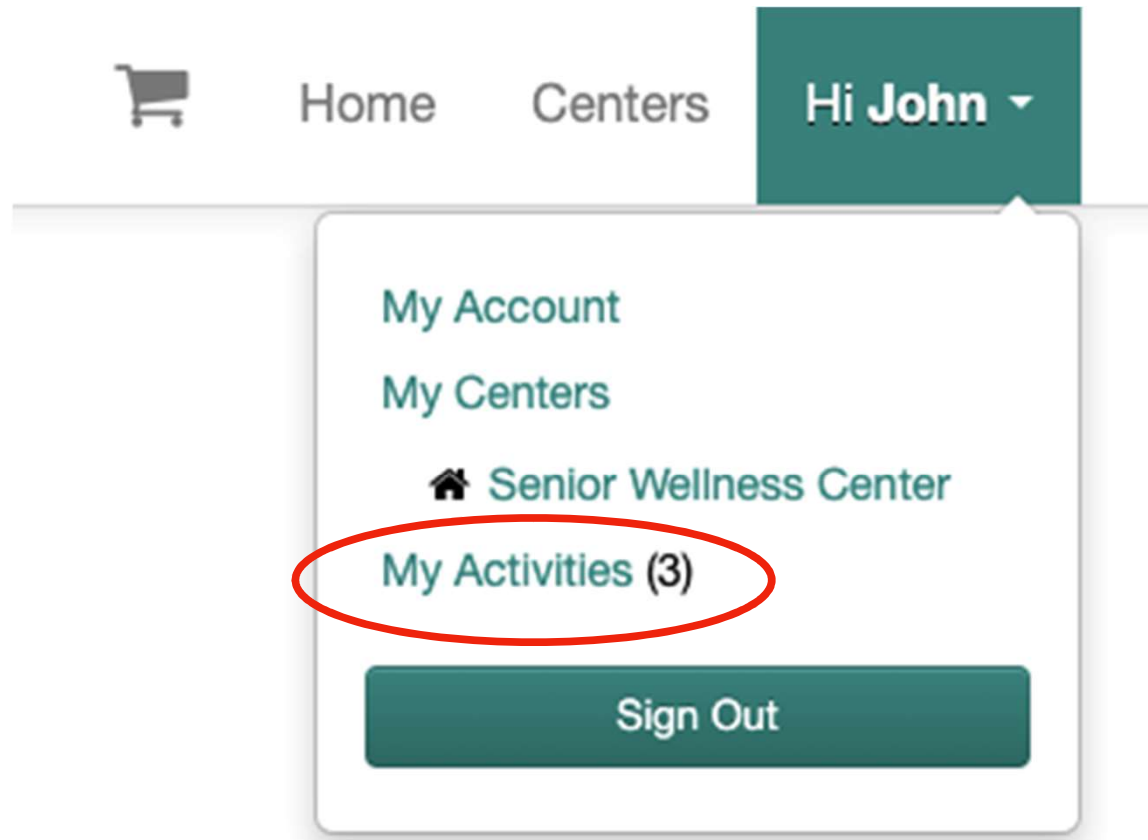 Home Centers Hi John
My Account
My Centers
Senior Wellness Center
My Activities (3)
Sign Out